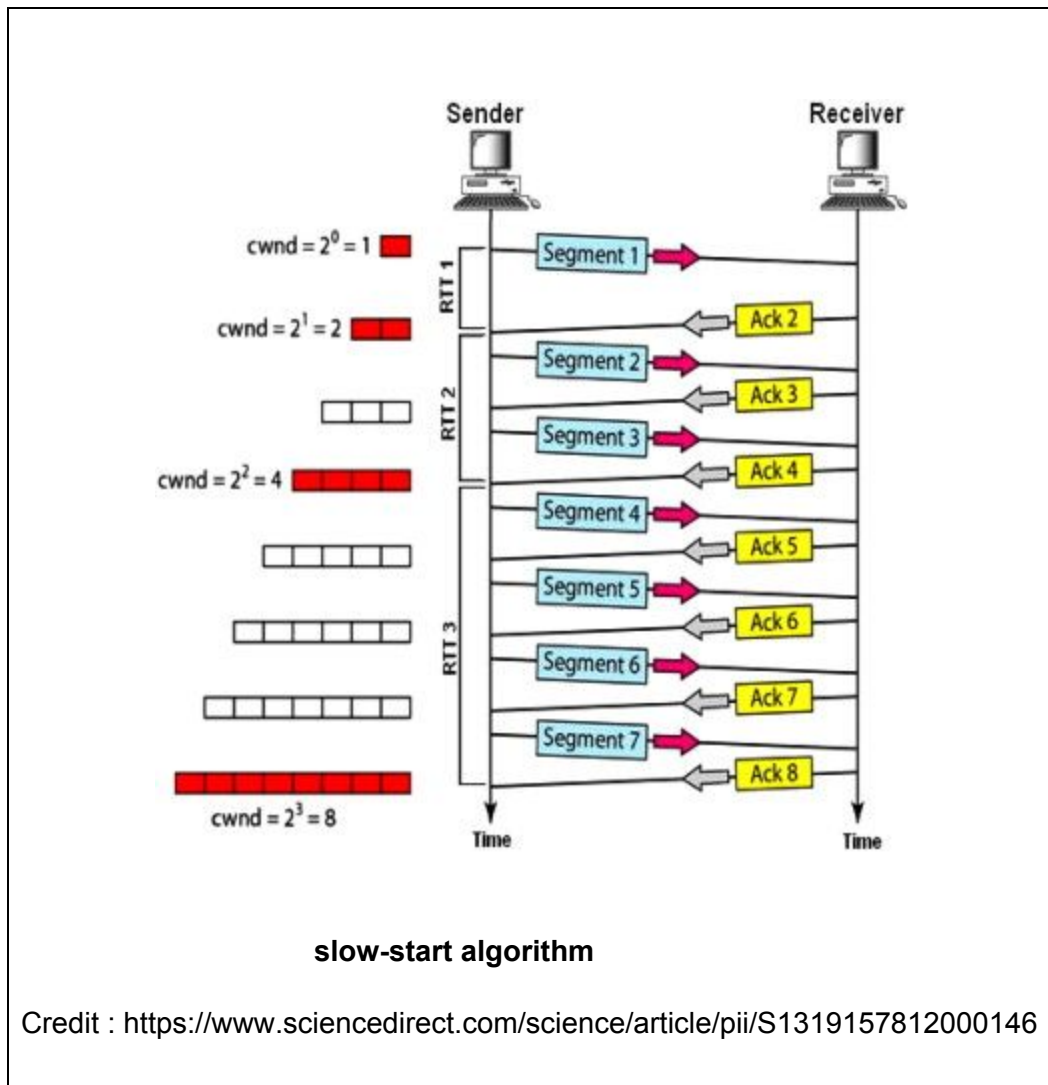 Sender Receiver
cwnd = 2⁰ = 1
RTT 1
Segment 1
Ack 2
cwnd = 2¹ = 2
RTT 2
Segment 2
Ack 3
Segment 3
Ack 4
cwnd = 2² = 4
RTT 3
Segment 4
Ack 5
Segment 5
Ack 6
Segment 6
Ack 7
Segment 7
Ack 8
cwnd = 2³ = 8
Time Time
slow-start algorithm
Credit : https://www.sciencedirect.com/science/article/pii/S1319157812000146